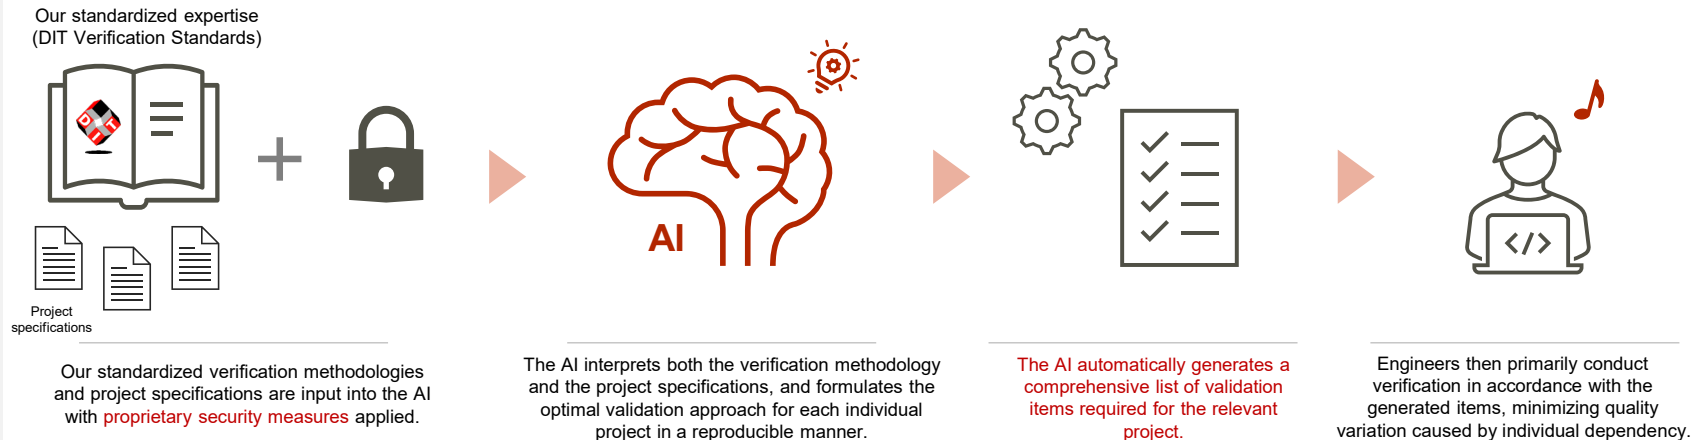 Our standardized expertise
(DIT Verification Standards)
DIT
Project
specifications
Our standardized verification methodologies
and project specifications are input into the AI
with proprietary security measures applied.
AI
The AI interprets both the verification methodology
and the project specifications, and formulates the
optimal validation approach for each individual
project in a reproducible manner.
The AI automatically generates a
comprehensive list of validation
items required for the relevant
project.
</>
Engineers then primarily conduct
verification in accordance with the
generated items, minimizing quality
variation caused by individual dependency.